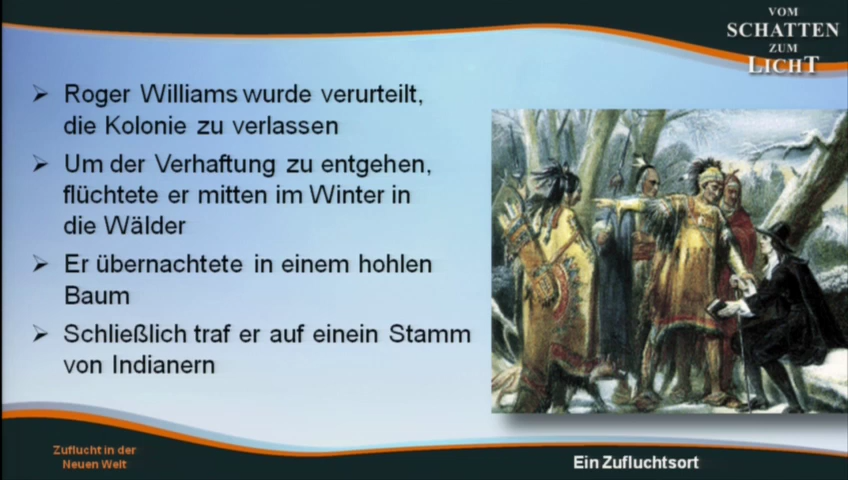 VOM
SCHATTEN
ZUM
LICHT
Roger Williams wurde verurteilt,
die Kolonie zu verlassen
Um der Verhaftung zu entgehen,
flüchtete er mitten im Winter in
die Wälder
Er übernachtete in einem hohlen
Baum
Schließlich traf er auf einein Stamm
von Indianern
Zuflucht in der
Neuen Welt
Ein Zufluchtsort